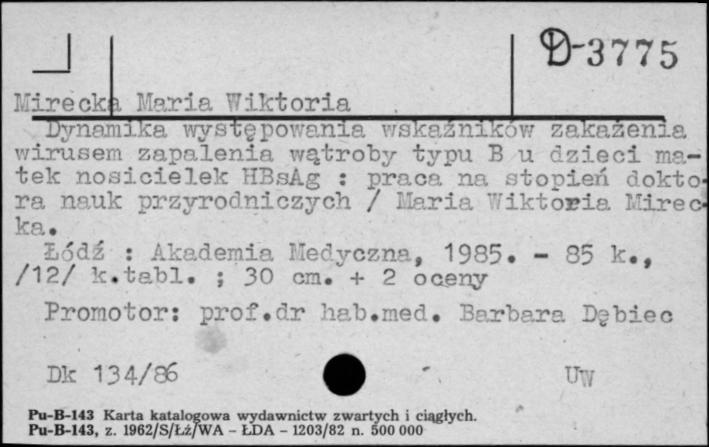 D-3775
Mirecka Maria Wiktoria
Dynamika występowania wskaźników zakażenia
wirusem zapalenia wątroby typu B u dzieci ma-
tek nosicielek HBsAg : praca na stopień dokto-
ra nauk przyrodniczych / Maria Wiktoria Mirec-
ka.
Łódź : Akademia Medyczna, 1985. - 85 k.,
/12/ k.tabl. ; 30 cm. + 2 oceny
Promotor: prof.dr hab.med. Barbara Dębiec
Dk 134/86 Uw
Pu-B-143 Karta katalogowa wydawnictw zwartych i ciągłych.
Pu-B-143, z. 1962/S/Łż/WA - ŁDA - 1203/82 n. 500 000